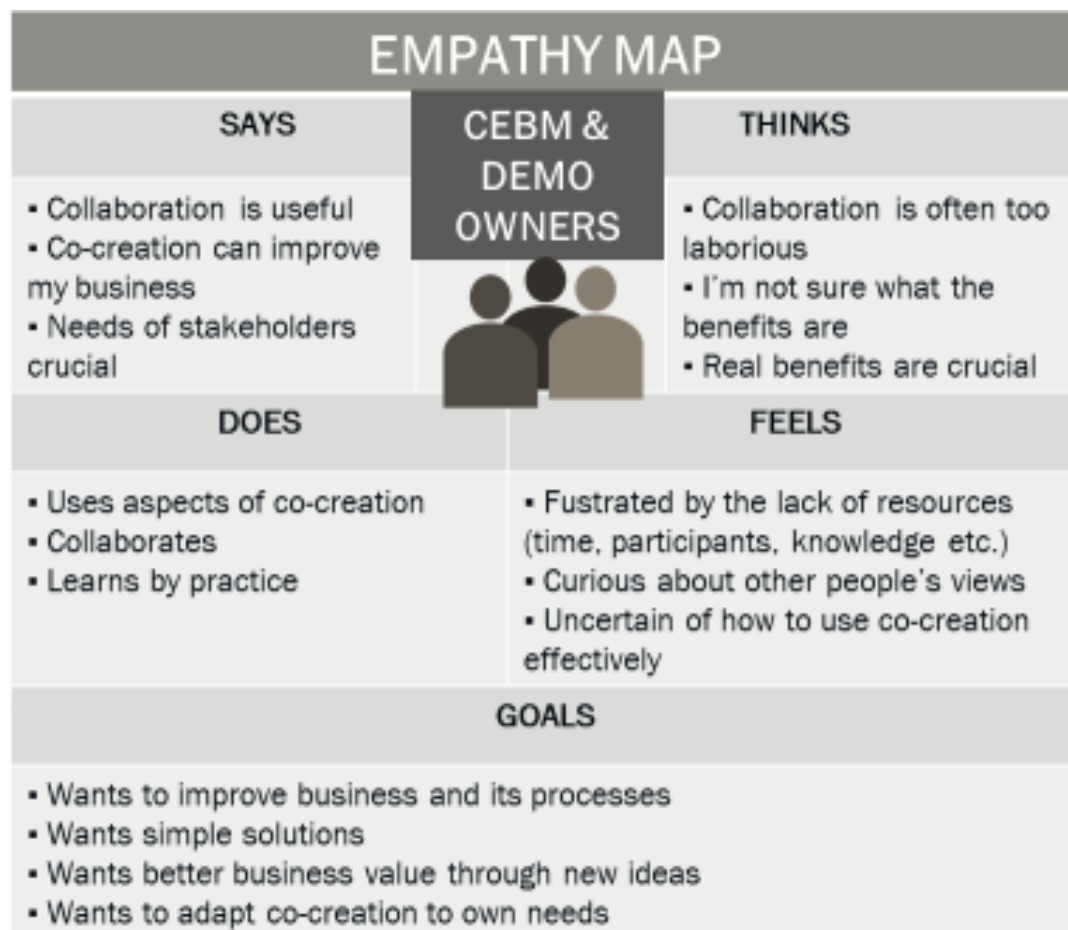 EMPATHY MAP
SAYS
CEBM &
DEMO
OWNERS
THINKS
▪ Collaboration is useful
▪ Co-creation can improve
my business
▪ Needs of stakeholders
crucial
▪ Collaboration is often too
laborious
▪ I´m not sure what the
benefits are
▪ Real benefits are crucial
DOES
▪ Uses aspects of co-creation
▪ Collaborates
▪ Learns by practice
FEELS
▪ Fustrated by the lack of resources
(time, participants, knowledge etc.)
▪ Curious about other people´s views
▪ Uncertain of how to use co-creation
effectively
GOALS
▪ Wants to improve business and its processes
▪ Wants simple solutions
▪ Wants better business value through new ideas
▪ Wants to adapt co-creation to own needs